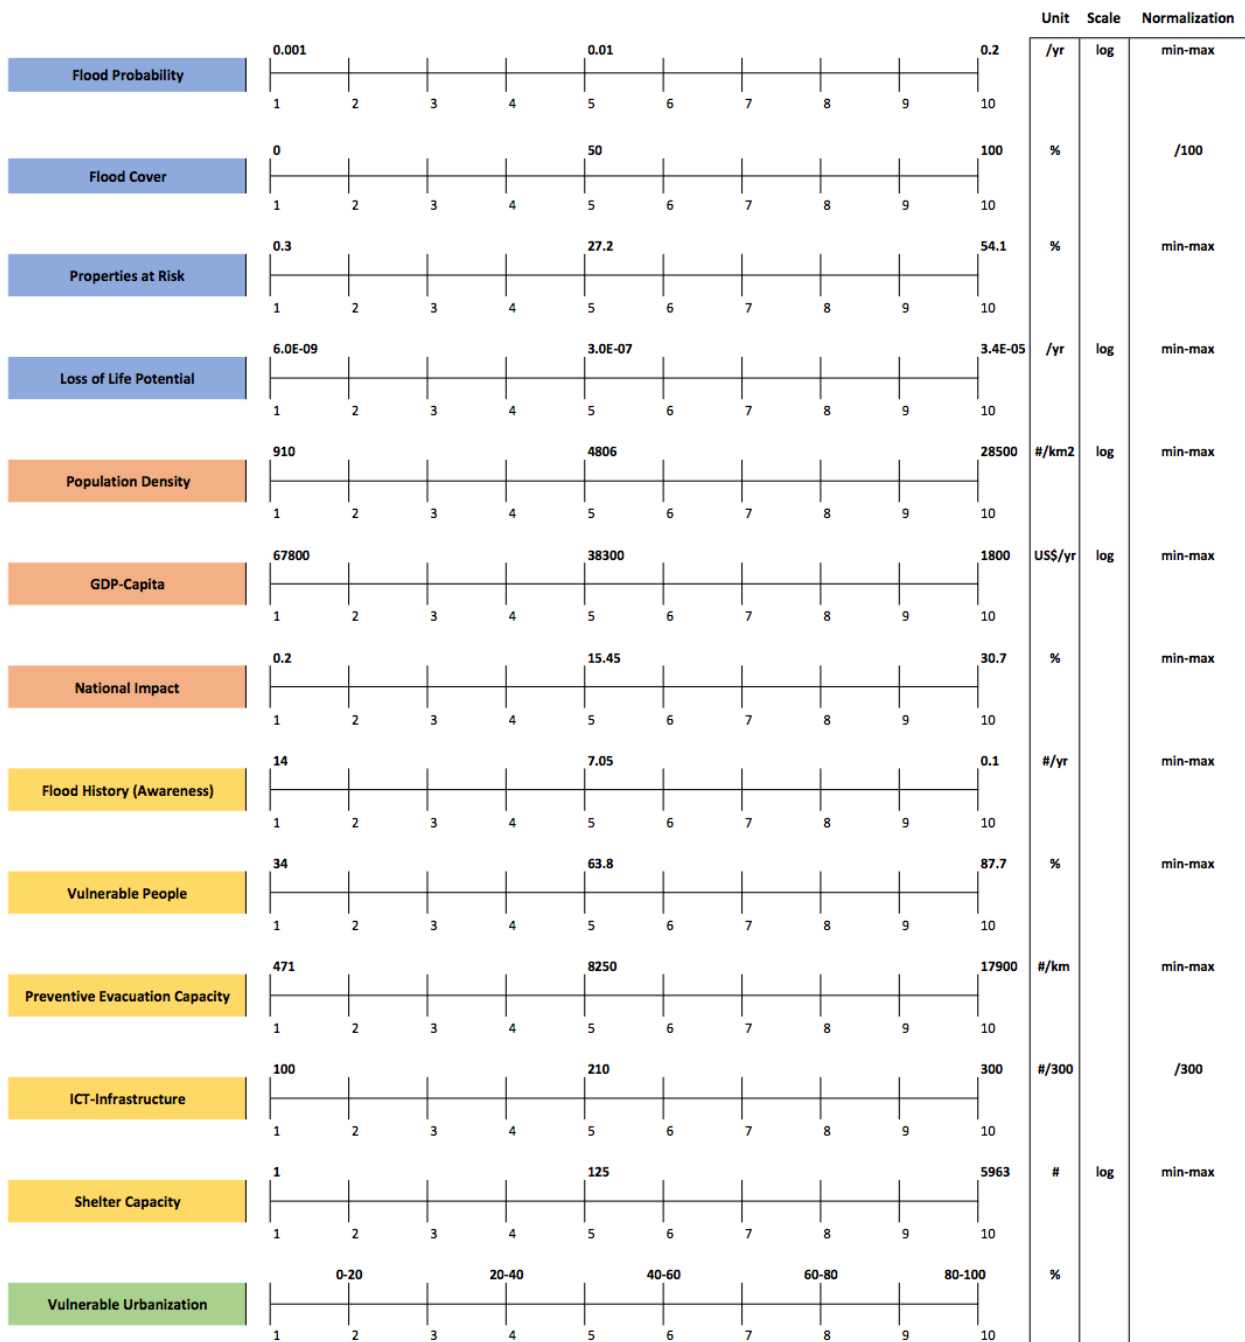 Unit Scale Normalization
0.001 0.01 0.2 /yr log min-max
Flood Probability
1 2 3 4 5 6 7 8 9 10
0 50 100 % /100
Flood Cover
1 2 3 4 5 6 7 8 9 10
0.3 27.2 54.1 % min-max
Properties at Risk
1 2 3 4 5 6 7 8 9 10
6.0E-09 3.0E-07 3.4E-05 /yr log min-max
Loss of Life Potential
1 2 3 4 5 6 7 8 9 10
910 4806 28500 #/km2 log min-max
Population Density
1 2 3 4 5 6 7 8 9 10
67800 38300 1800 US$/yr log min-max
GDP-Capita
1 2 3 4 5 6 7 8 9 10
0.2 15.45 30.7 % min-max
National Impact
1 2 3 4 5 6 7 8 9 10
14 7.05 0.1 #/yr min-max
Flood History (Awareness)
1 2 3 4 5 6 7 8 9 10
34 63.8 87.7 % min-max
Vulnerable People
1 2 3 4 5 6 7 8 9 10
471 8250 17900 #/km min-max
Preventive Evacuation Capacity
1 2 3 4 5 6 7 8 9 10
100 210 300 #/300 /300
ICT-Infrastructure
1 2 3 4 5 6 7 8 9 10
1 125 5963 # log min-max
Shelter Capacity
1 2 3 4 5 6 7 8 9 10
0-20 20-40 40-60 60-80 80-100 %
Vulnerable Urbanization
1 2 3 4 5 6 7 8 9 10